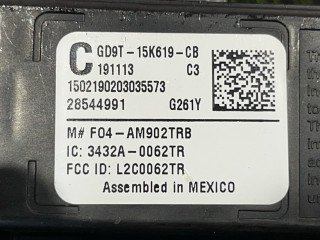 C GD9T-15K619-CB
191113 C3
1502190203035573
28544991 G261Y
M# F04-AM902TRB
IC: 3432A-0062TR
FCC ID: L2C0062TR
Assembled in MEXICO